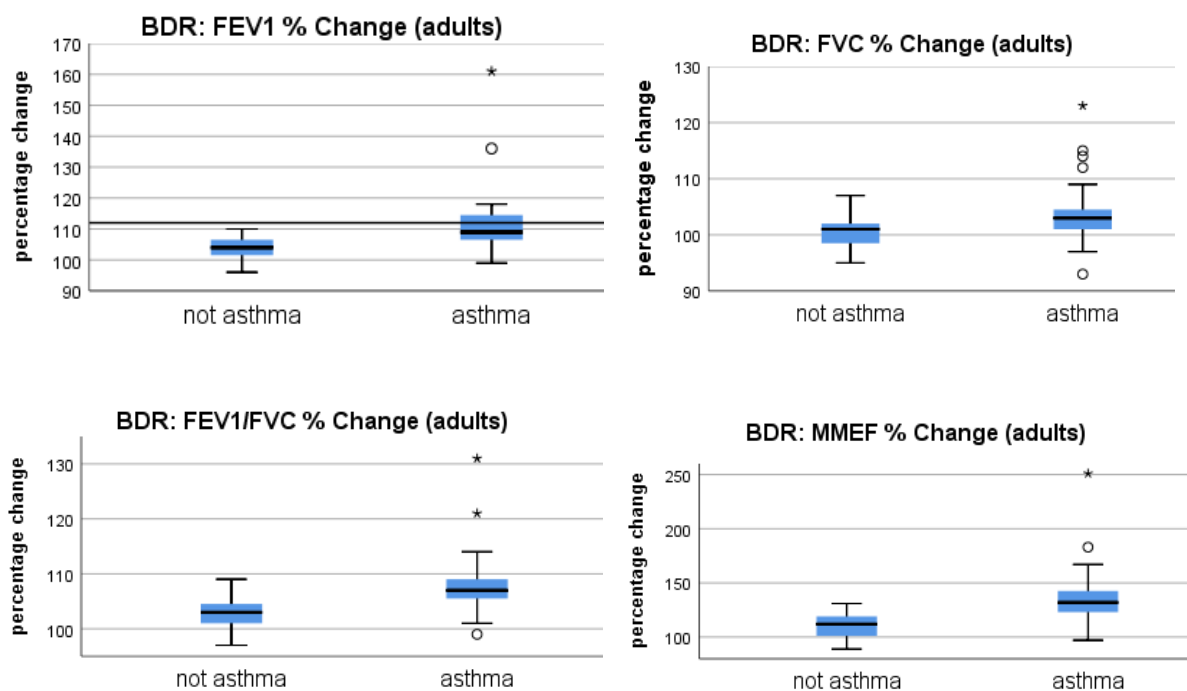 BDR: FEV1 % Change (adults)
percentage change
170
160
150
140
130
120
110
100
90
not asthma
asthma
BDR: FVC % Change (adults)
percentage change
130
120
110
100
90
not asthma
asthma
BDR: FEV1/FVC % Change (adults)
percentage change
130
120
110
100
not asthma
asthma
BDR: MMEF % Change (adults)
percentage change
250
200
150
100
not asthma
asthma